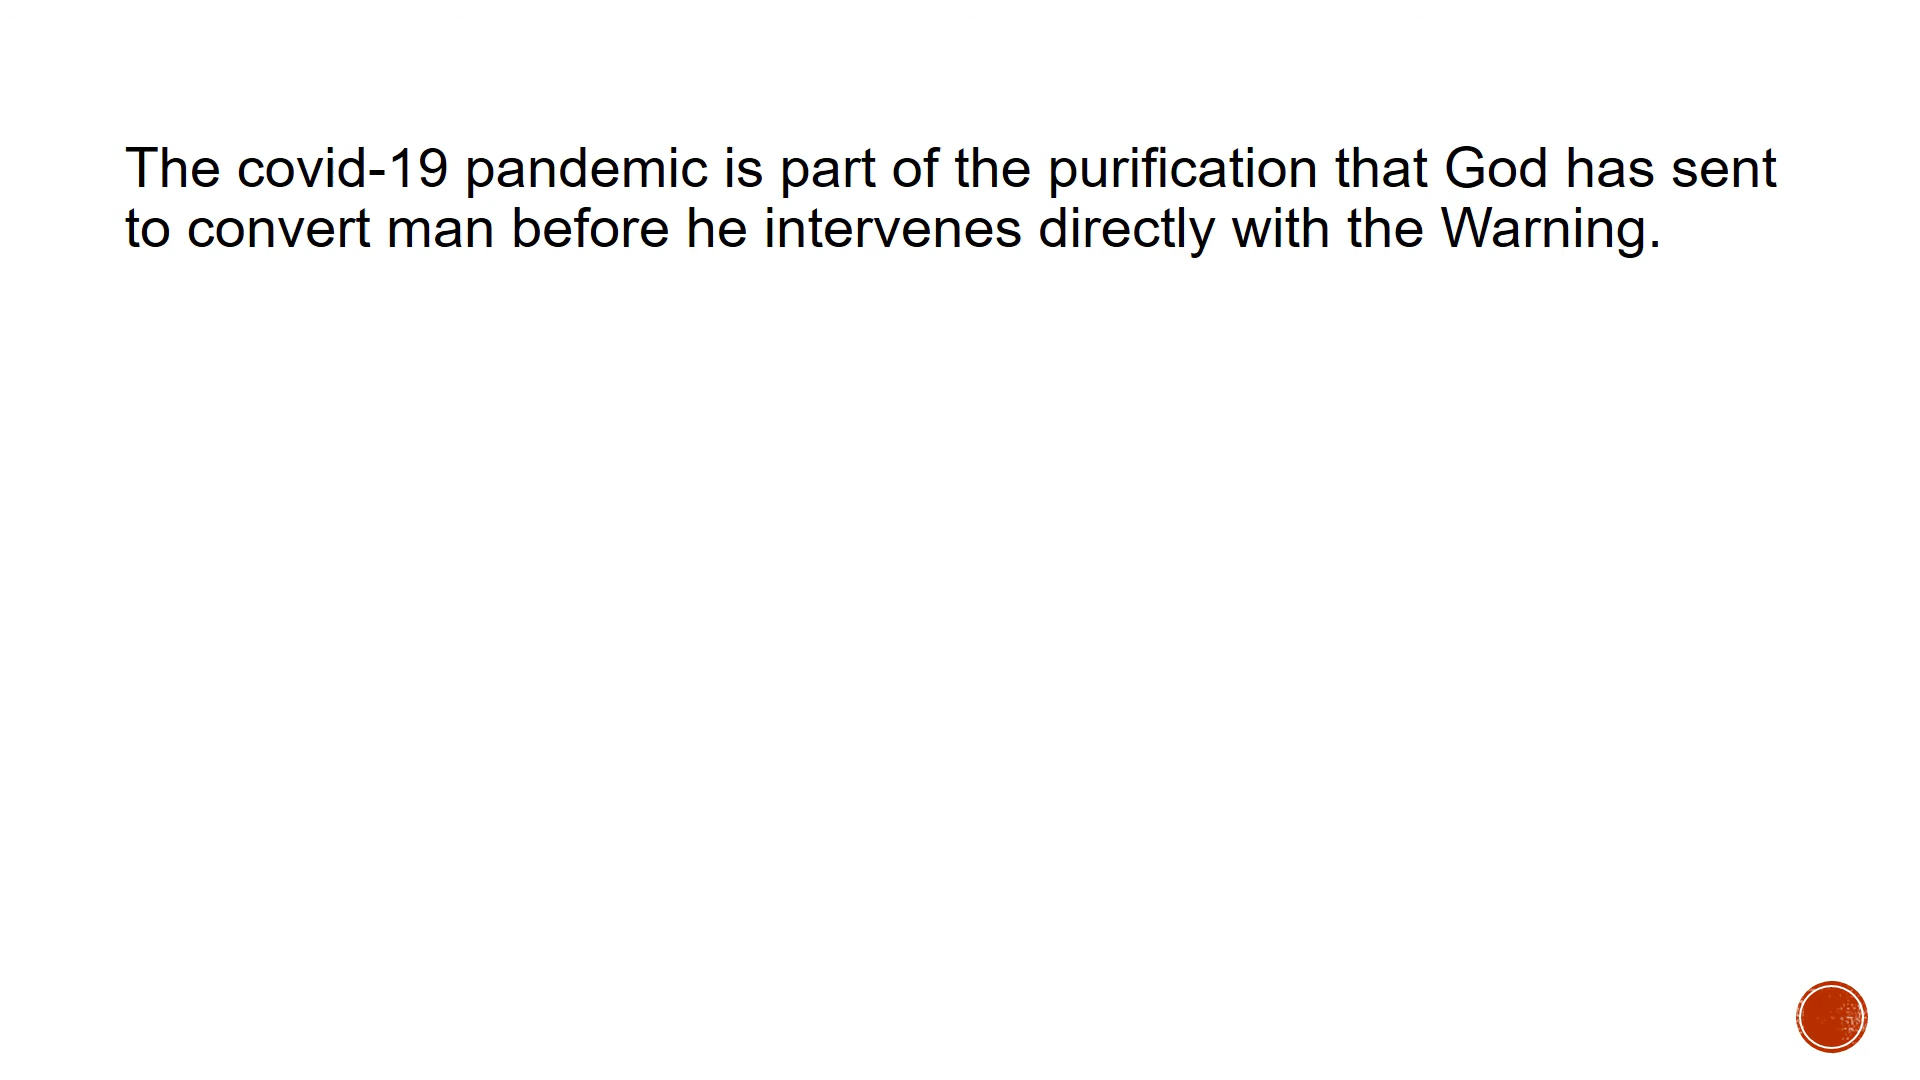 The covid-19 pandemic is part of the purification that God has sent
to convert man before he intervenes directly with the Warning.